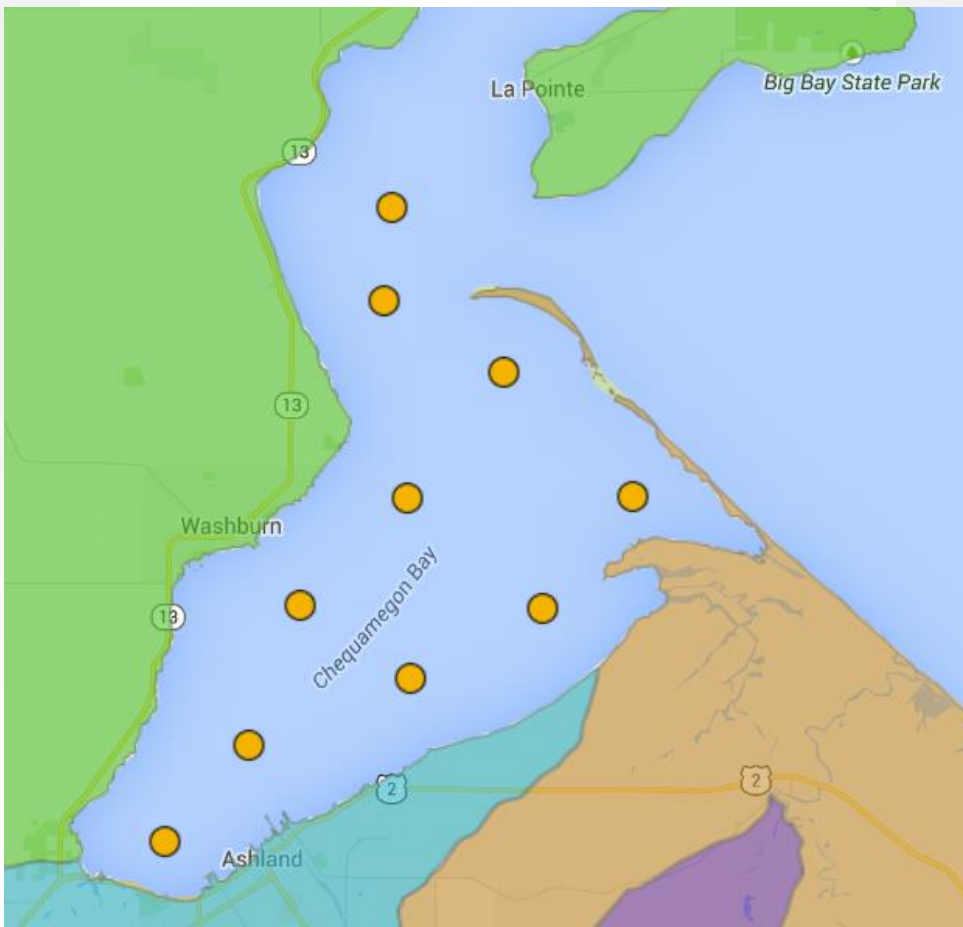 La Pointe
Big Bay State Park
13
13
Washburn
Chequamegon Bay
13
2
2
Ashland